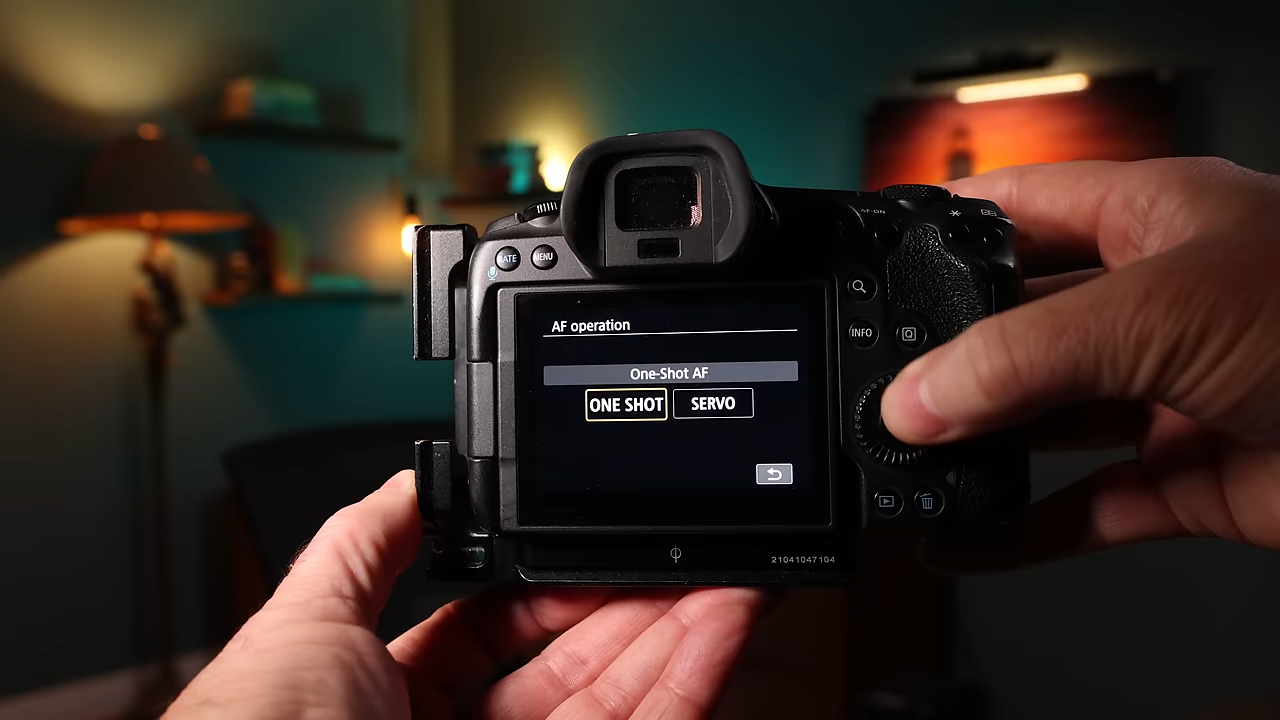 AF-ON
RATE
MENU
AF operation
INFO
One-Shot AF
ONE SHOT
SERVO
21041047104